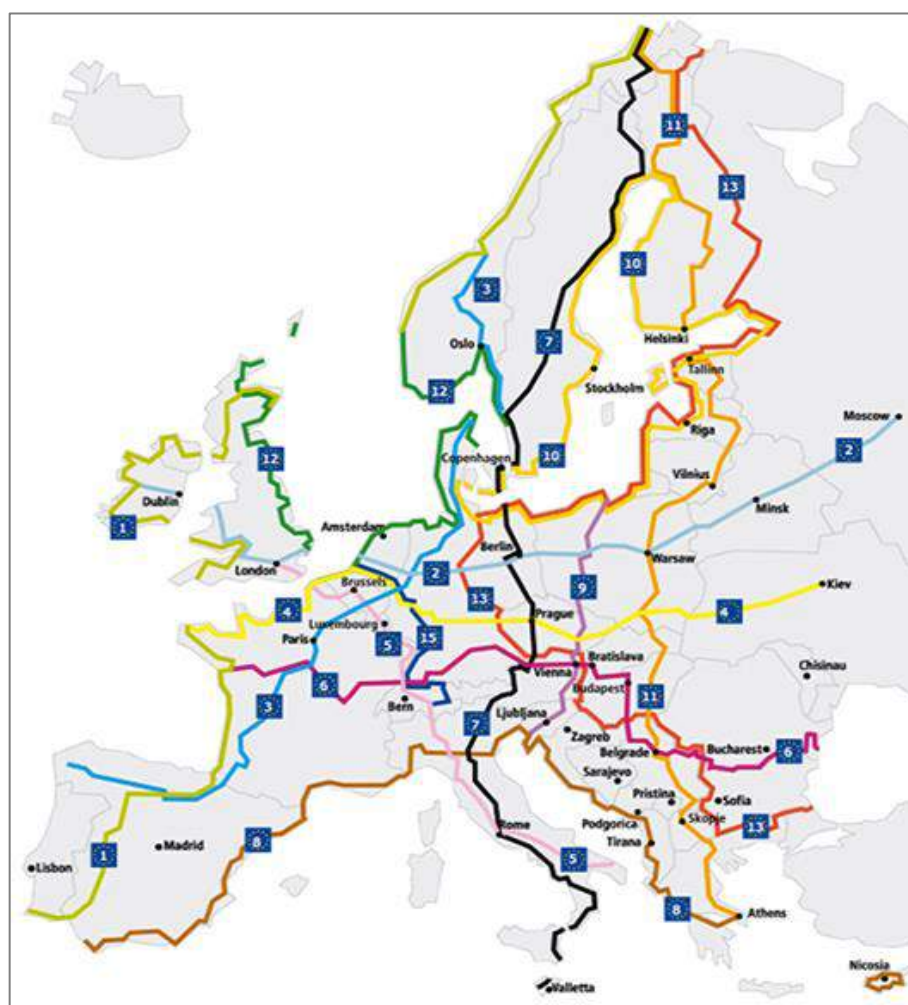 11
13
10
3
Oslo
7
Helsinki
Tallinn
Stockholm
12
Moscow
Riga
2
10
12
Copenhagen
Vilnius
Dublin
Minsk
1
Amsterdam
Berlin
Warsaw
London
2
Brussels
9
Kiev
4
13
4
Prague
Luxembourg
15
Paris
5
Bratislava
Vienna
Chisinau
6
Budapest
3
Bern
11
7
Ljubljana
Zagreb
Belgrade
Bucharest
6
Sarajevo
Pristina
Sofia
Skopje
13
Podgorica
Rome
8
Madrid
Tirana
1
Lisbon
5
8
Athens
Nicosia
Valletta